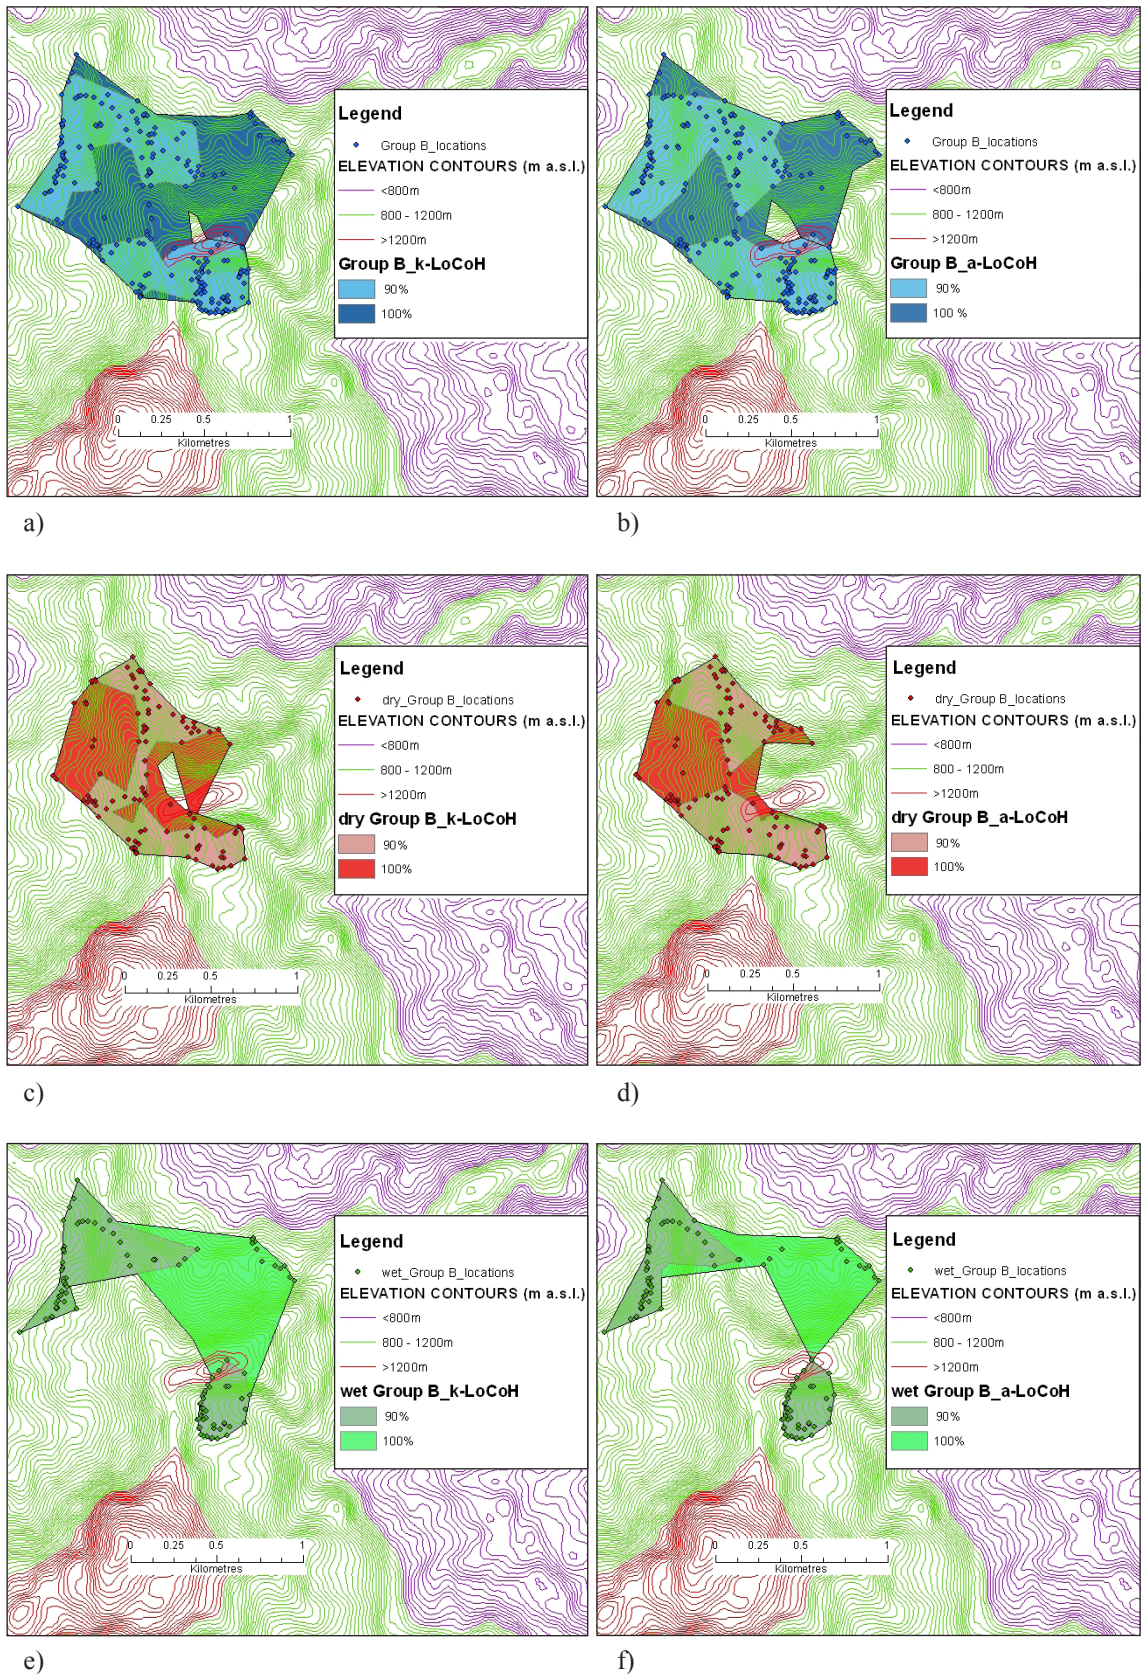 Legend
Group B_locations
ELEVATION CONTOURS (m a.s.l.)
<800m
800 - 1200m
>1200m
Group B_k-LoCoH
90%
100%
0 0.25 0.5 1
Kilometres
a)
Legend
Group B_locations
ELEVATION CONTOURS (m a.s.l.)
<800m
800 - 1200m
>1200m
Group B_a-LoCoH
90%
100 %
0 0.25 0.5 1
Kilometres
b)
Legend
dry_Group B_locations
ELEVATION CONTOURS (m a.s.l.)
<800m
800 - 1200m
>1200m
dry Group B_k-LoCoH
90%
100%
0 0.25 0.5 1
Kilometres
c)
Legend
dry_Group B_locations
ELEVATION CONTOURS (m a.s.l.)
<800m
800 - 1200m
>1200m
dry Group B_a-LoCoH
90%
100%
0 0.25 0.5 1
Kilometres
d)
Legend
wet_Group B_locations
ELEVATION CONTOURS (m a.s.l.)
<800m
800 - 1200m
>1200m
wet Group B_k-LoCoH
90%
100%
0 0.25 0.5 1
Kilometres
e)
Legend
wet_Group B_locations
ELEVATION CONTOURS (m a.s.l.)
<800m
800 - 1200m
>1200m
wet Group B_a-LoCoH
90%
100%
0 0.25 0.5 1
Kilometres
f)